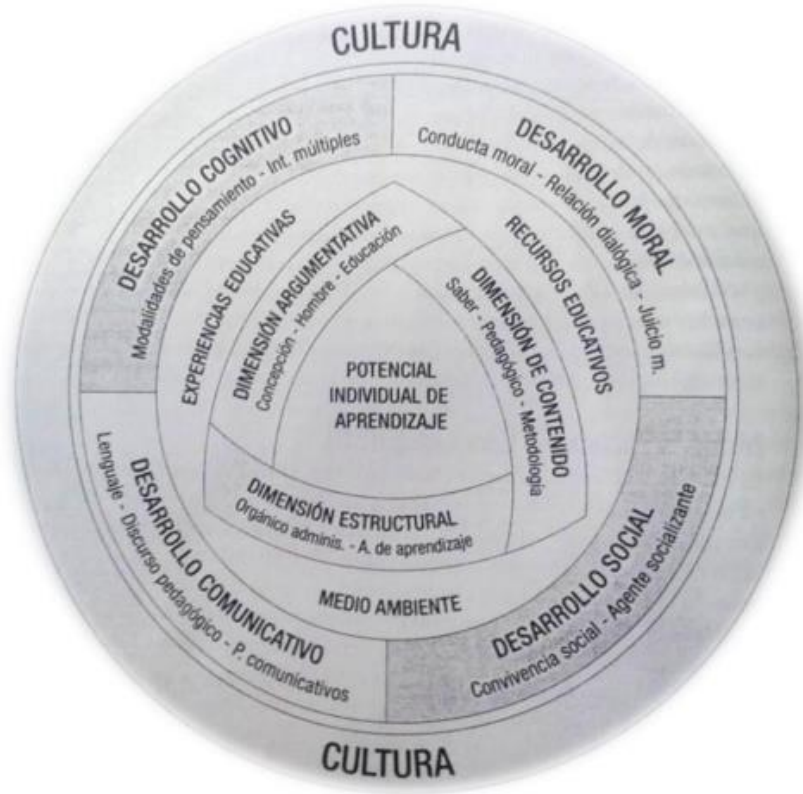 CULTURA
DESARROLLO COGNITIVO
Modalidades de pensamiento - Int. múltiples
DESARROLLO MORAL
Conducta moral - Relación dialógica - Juicio m.
EXPERIENCIAS EDUCATIVAS
RECURSOS EDUCATIVOS
DIMENSIÓN ARGUMENTATIVA
Concepción - Hombre - Educación
DIMENSIÓN DE CONTENIDO
Saber - Pedagógico - Metodología
POTENCIAL
INDIVIDUAL DE
APRENDIZAJE
DIMENSIÓN ESTRUCTURAL
Orgánico adminis. - A. de aprendizaje
MEDIO AMBIENTE
DESARROLLO COMUNICATIVO
Lenguaje - Discurso pedagógico - P. comunicativos
DESARROLLO SOCIAL
Convivencia social - Agente socializante
CULTURA